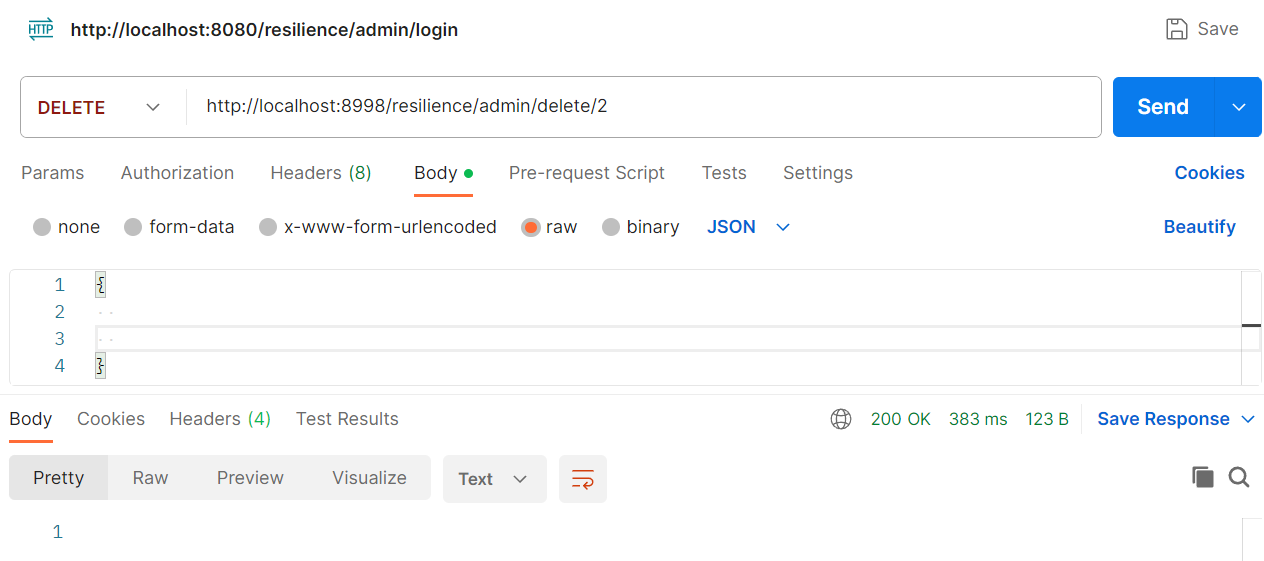 HTTP http://localhost:8080/resilience/admin/login Save
DELETE http://localhost:8998/resilience/admin/delete/2 Send
Params Authorization Headers (8) Body Pre-request Script Tests Settings Cookies
none form-data x-www-form-urlencoded raw binary JSON Beautify
1 {
2
3
4 }
Body Cookies Headers (4) Test Results 200 OK 383 ms 123 B Save Response
Pretty Raw Preview Visualize Text
1